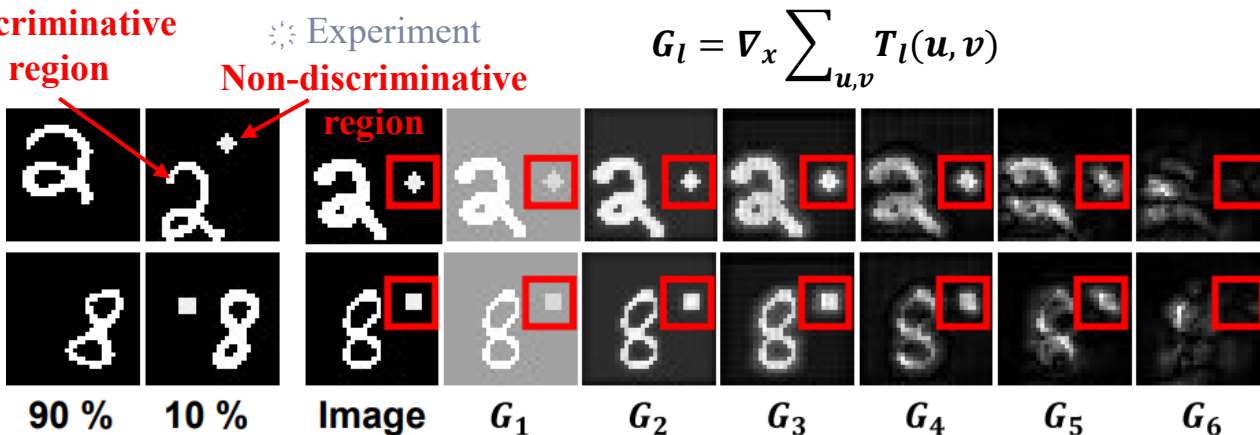 criminative
region
Experiment
Non-discriminative
region
G_l = ∇_x ∑_{u,v} T_l(u, v)
90 % 10 % Image G_1 G_2 G_3 G_4 G_5 G_6